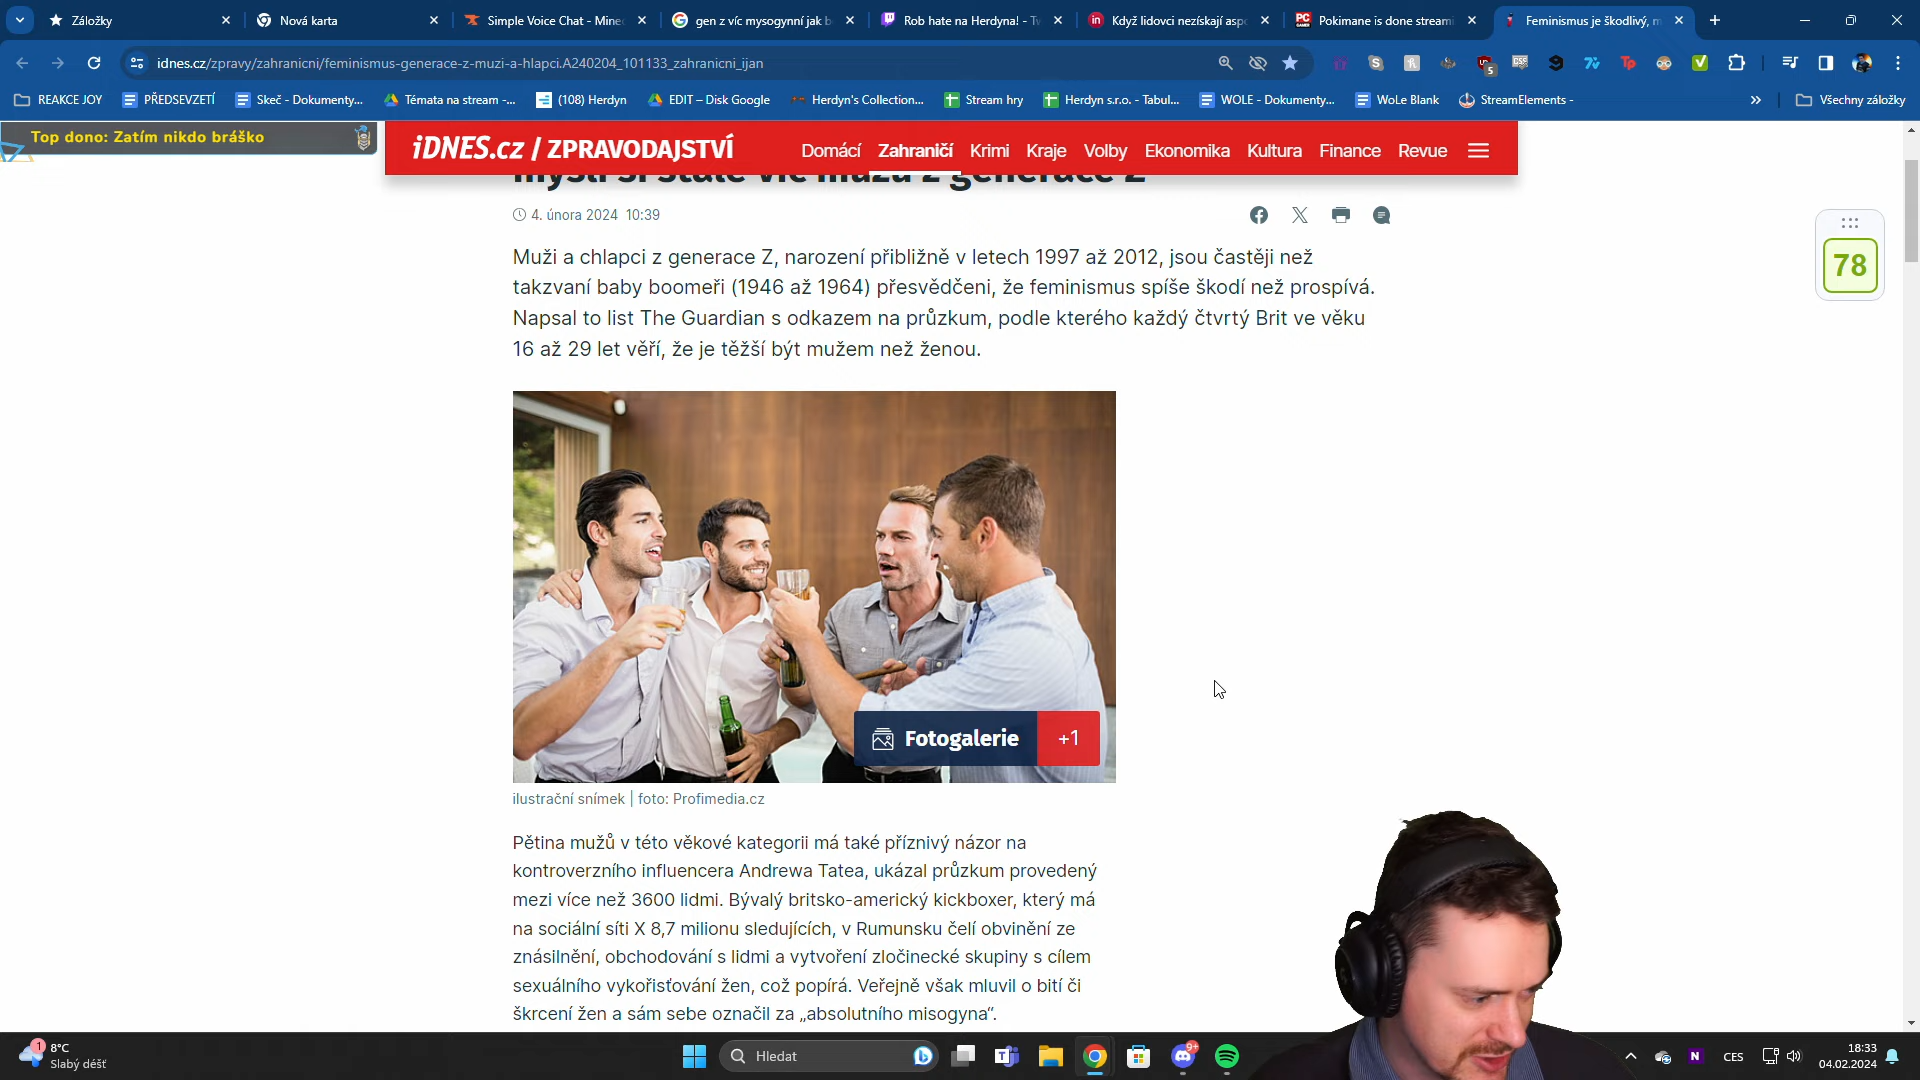 Záložky
Nová karta
Simple Voice Chat - Mine
gen z víc mysogynní jak b
Rob hate na Herdyna! - Tw
Když lidovci nezískají asp
Pokimane is done stream
Feminismus je škodlivý, m
idnes.cz/zpravy/zahranicni/feminismus-generace-z-muzi-a-hlapci.A240204_101133_zahranicni_ijan
REAKCE JOY
PŘEDSEVZETÍ
Skeč - Dokumenty...
Témata na stream -...
(108) Herdyn
EDIT – Disk Google
Herdyn's Collection...
Stream hry
Herdyn s.r.o. - Tabul...
WOLE - Dokumenty...
WoLe Blank
StreamElements -
Všechny záložky
Top dono: Zatím nikdo bráško
iDNES.cz / ZPRAVODAJSTVÍ
Domácí Zahraničí Krimi Kraje Volby Ekonomika Kultura Finance Revue
myslí si stále víc mužů z generace Z
4. února 2024 10:39
78
Muži a chlapci z generace Z, narození přibližně v letech 1997 až 2012, jsou častěji než
takzvaní baby boomeři (1946 až 1964) přesvědčeni, že feminismus spíše škodí než prospívá.
Napsal to list The Guardian s odkazem na průzkum, podle kterého každý čtvrtý Brit ve věku
16 až 29 let věří, že je těžší být mužem než ženou.
Fotogalerie +1
ilustrační snímek | foto: Profimedia.cz
Pětina mužů v této věkové kategorii má také příznivý názor na
kontroverzního influencera Andrewa Tatea, ukázal průzkum provedený
mezi více než 3600 lidmi. Bývalý britsko-americký kickboxer, který má
na sociální síti X 8,7 milionu sledujících, v Rumunsku čelí obvinění ze
znásilnění, obchodování s lidmi a vytvoření zločinecké skupiny s cílem
sexuálního vykořisťování žen, což popírá. Veřejně však mluvil o bití či
škrcení žen a sám sebe označil za „absolutního misogyna“.
1
8°C
Slabý déšť
Hledat
9+
CES
18:33
04.02.2024